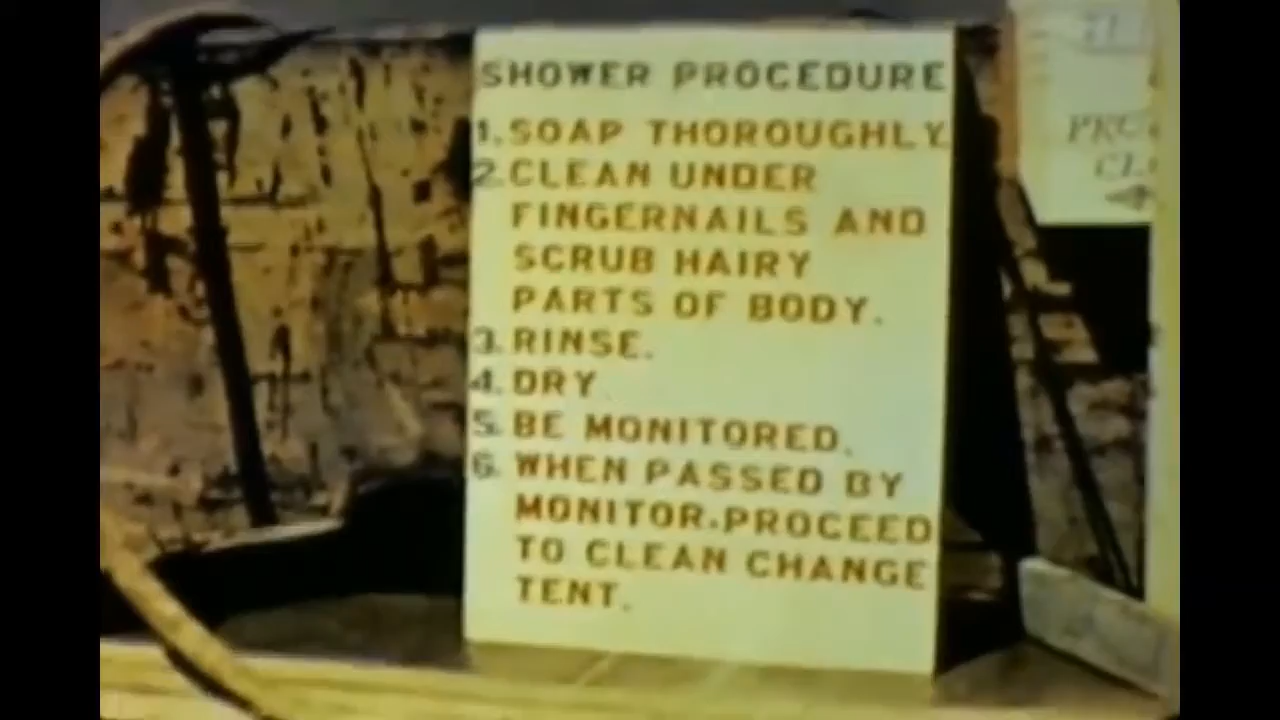 SHOWER PROCEDURE
1. SOAP THOROUGHLY.
2. CLEAN UNDER
FINGERNAILS AND
SCRUB HAIRY
PARTS OF BODY.
3. RINSE.
4. DRY.
5. BE MONITORED.
6. WHEN PASSED BY
MONITOR, PROCEED
TO CLEAN CHANGE
TENT.